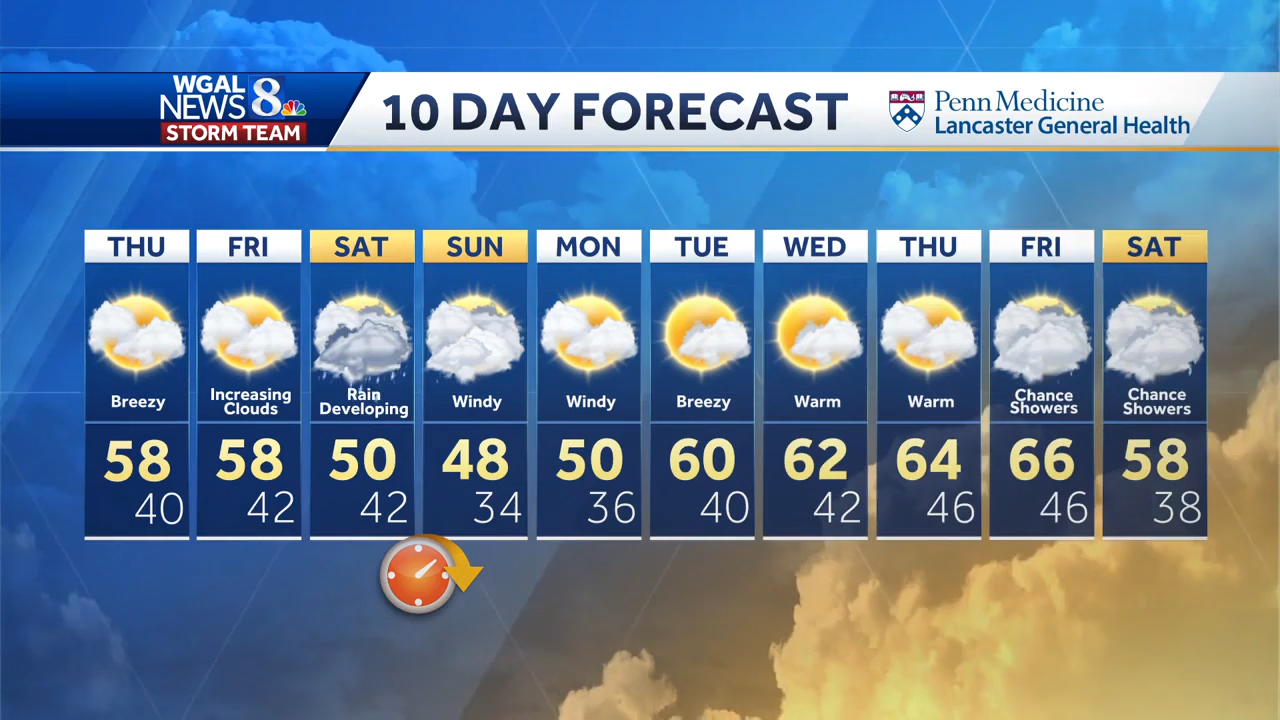 WGAL
NEWS 8
STORM TEAM
10 DAY FORECAST
Penn Medicine
Lancaster General Health
THU FRI SAT SUN MON TUE WED THU FRI SAT
Breezy
Increasing
Clouds
Rain
Developing
Windy
Windy
Breezy
Warm
Warm
Chance
Showers
Chance
Showers
58 58 50 48 50 60 62 64 66 58
40 42 42 34 36 40 42 46 46 38